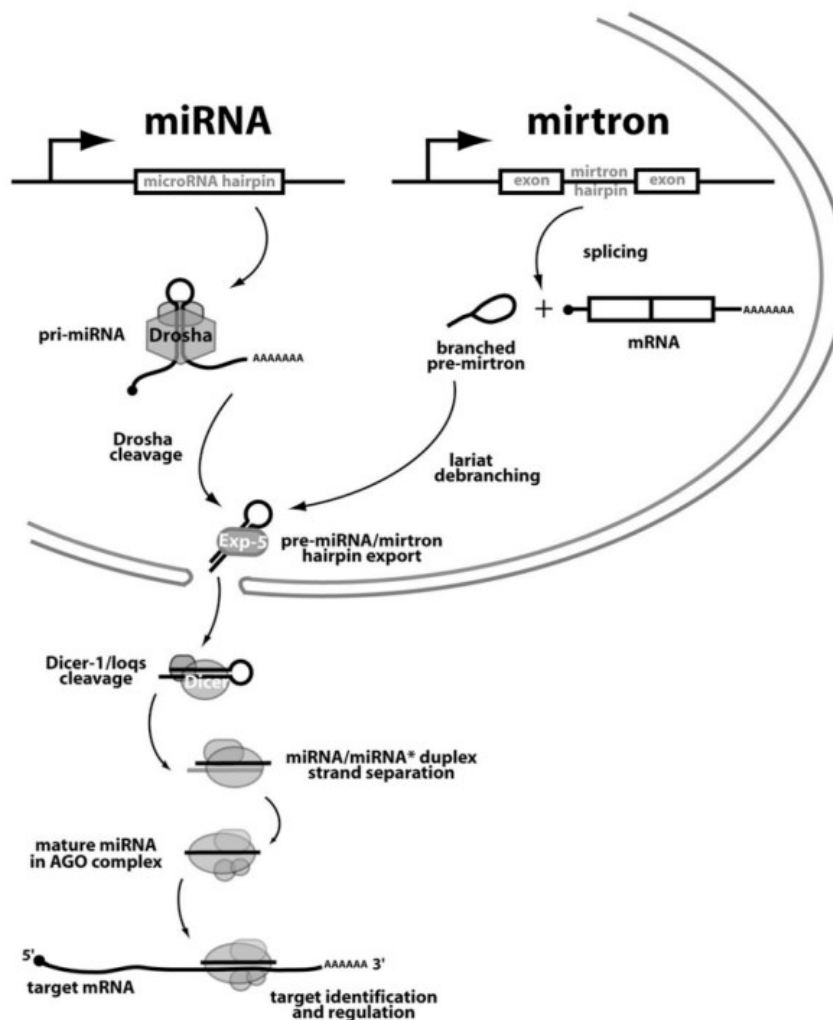 miRNA
mirtron
microRNA hairpin
exon
mirtron
hairpin
exon
splicing
pri-miRNA
Drosha
AAAAAAA
+
AAAAAAA
branched
pre-mirtron
mRNA
Drosha
cleavage
lariat
debranching
Exp-5
pre-miRNA/mirtron
hairpin export
Dicer-1/loqs
cleavage
Dicer
miRNA/miRNA* duplex
strand separation
mature miRNA
in AGO complex
5'
AAAAAA 3'
target mRNA
target identification
and regulation